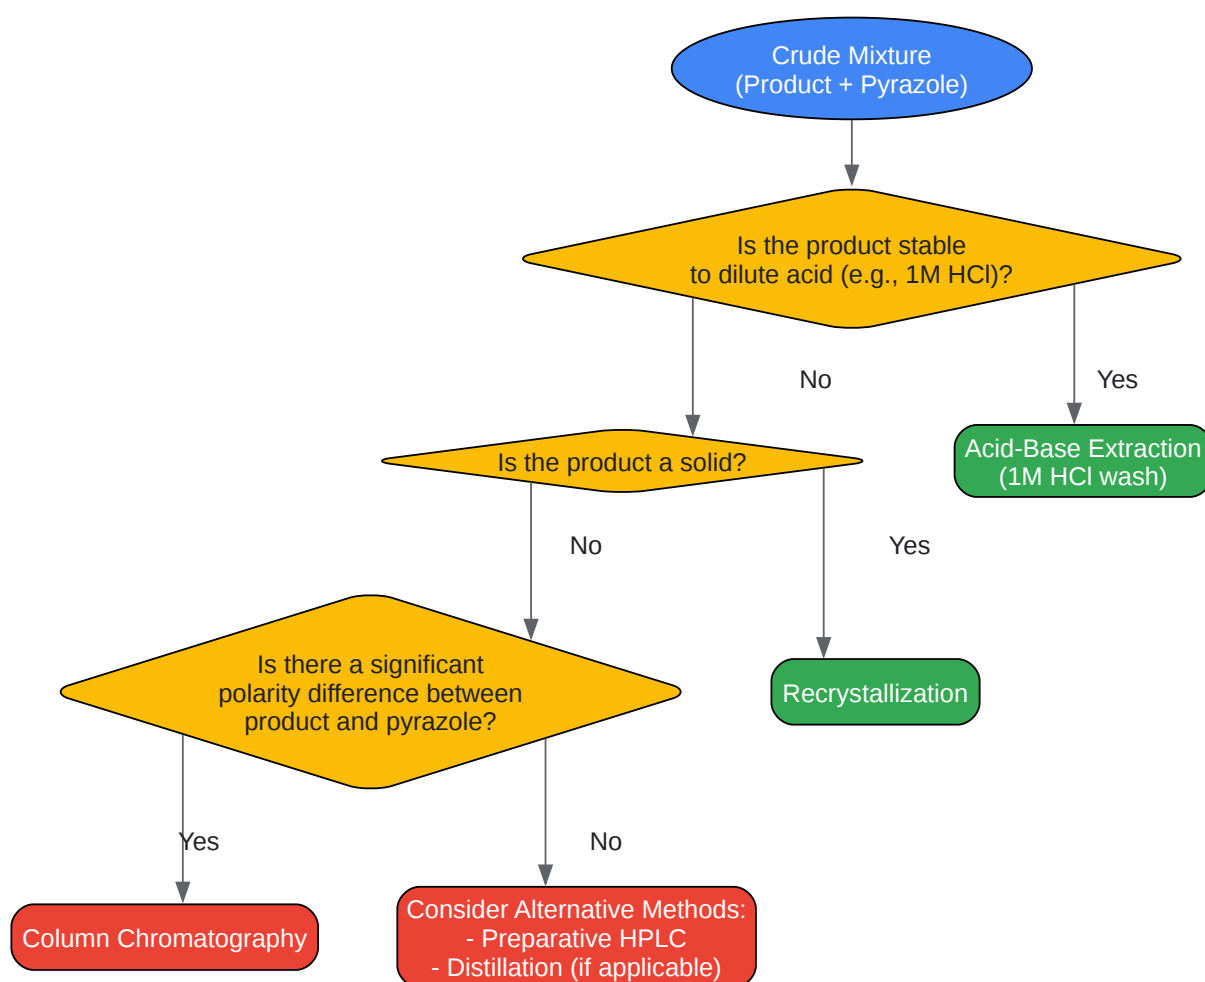 Crude Mixture
(Product + Pyrazole)
Is the product stable
to dilute acid (e.g., 1M HCl)?
No
Yes
Acid-Base Extraction
(1M HCl wash)
Is the product a solid?
No
Yes
Is there a significant
polarity difference between
product and pyrazole?
Recrystallization
Yes
No
Column Chromatography
Consider Alternative Methods:
- Preparative HPLC
- Distillation (if applicable)